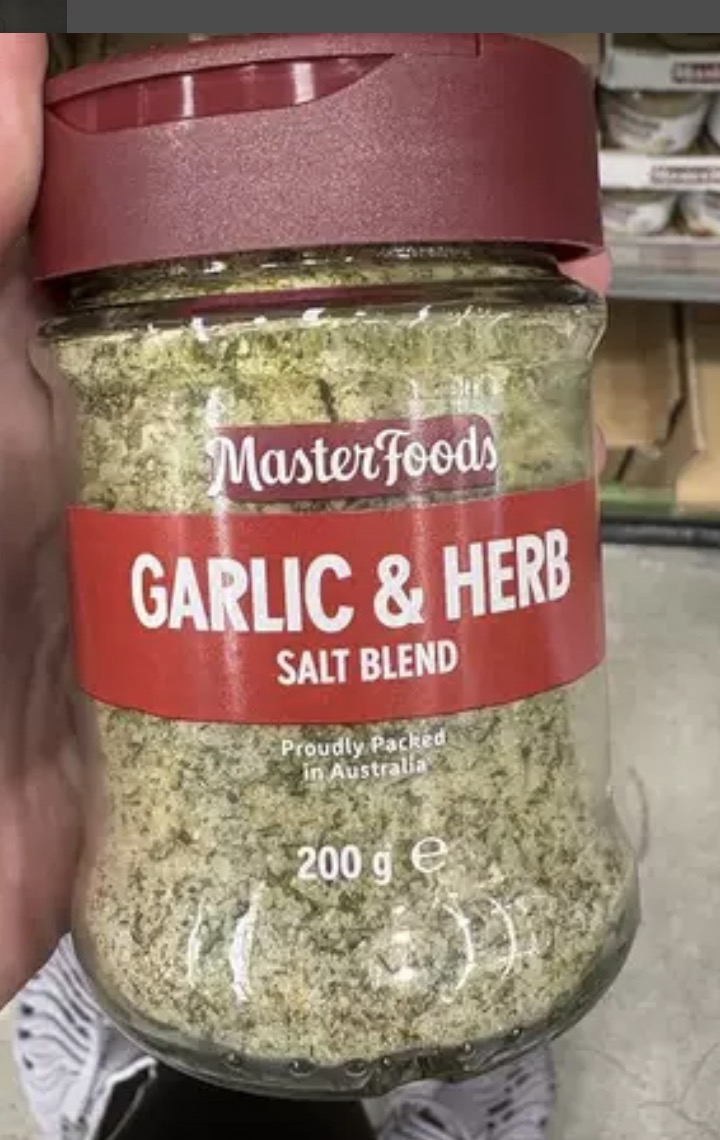 MasterFoods
GARLIC & HERB
SALT BLEND
Proudly Packed
in Australia
200 g ℮